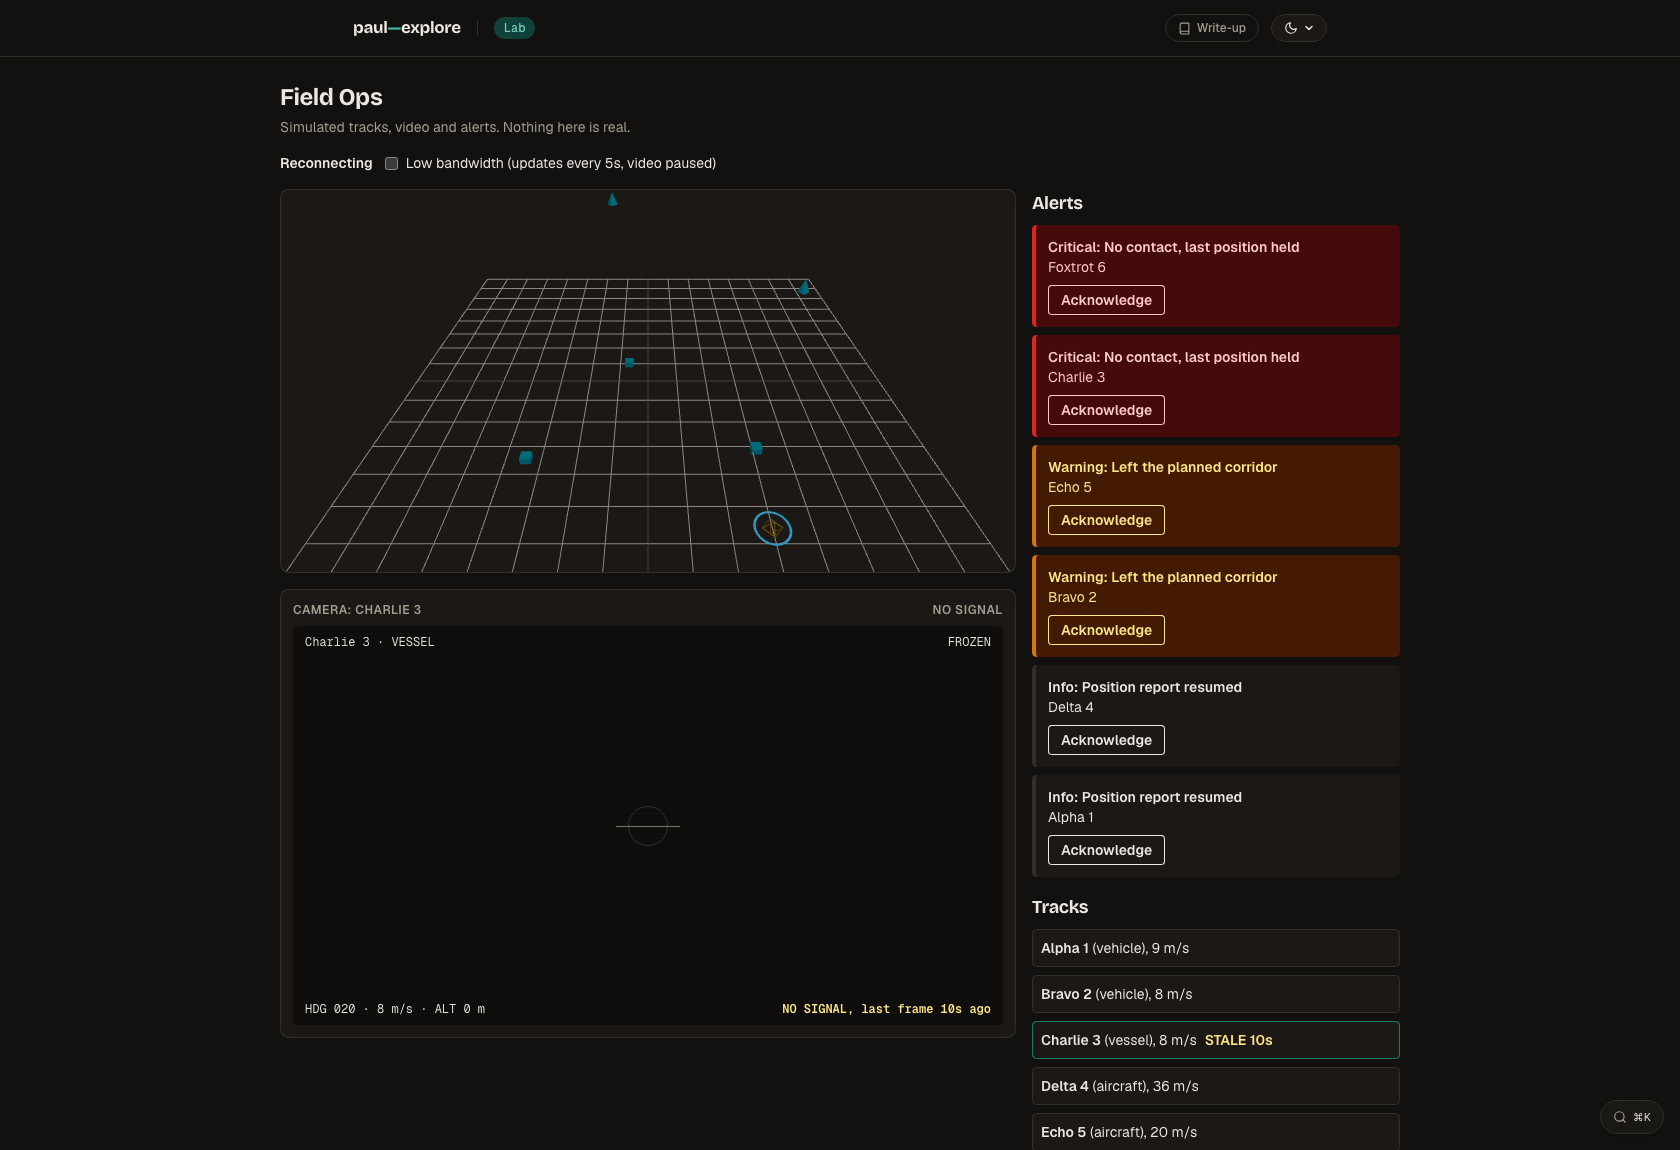 paul—explore
Lab
Write-up
Field Ops
Simulated tracks, video and alerts. Nothing here is real.
Reconnecting
Low bandwidth (updates every 5s, video paused)
Alerts
Critical: No contact, last position held
Foxtrot 6
Acknowledge
Critical: No contact, last position held
Charlie 3
Acknowledge
Warning: Left the planned corridor
Echo 5
Acknowledge
Warning: Left the planned corridor
Bravo 2
Acknowledge
Info: Position report resumed
Delta 4
Acknowledge
Info: Position report resumed
Alpha 1
Acknowledge
CAMERA: CHARLIE 3
NO SIGNAL
Charlie 3 · VESSEL
FROZEN
HDG 020 · 8 m/s · ALT 0 m
NO SIGNAL, last frame 10s ago
Tracks
Alpha 1 (vehicle), 9 m/s
Bravo 2 (vehicle), 8 m/s
Charlie 3 (vessel), 8 m/s STALE 10s
Delta 4 (aircraft), 36 m/s
Echo 5 (aircraft), 20 m/s
⌘K